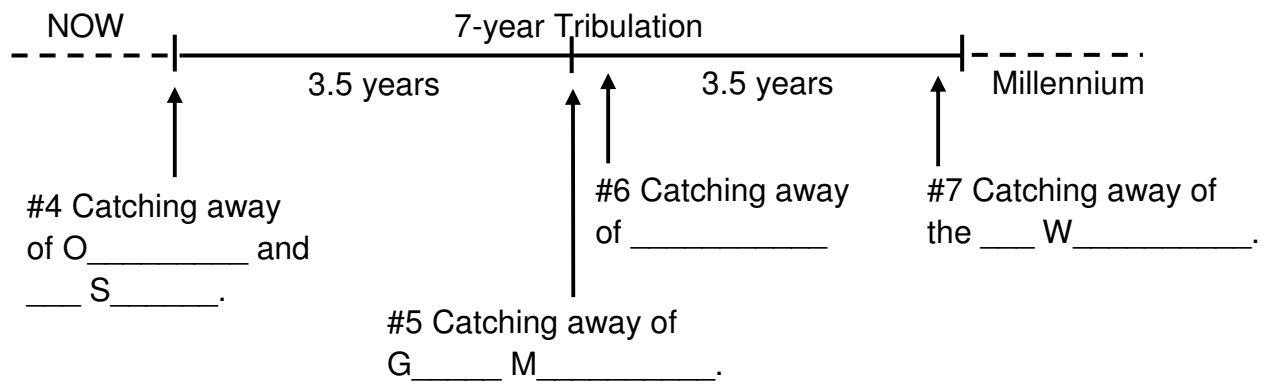 NOW
7-year Tribulation
3.5 years
3.5 years
Millennium
#4 Catching away
of O_________ and
___ S______.
#5 Catching away of
G_____ M__________.
#6 Catching away
of ___________
#7 Catching away of
the ___ W__________.